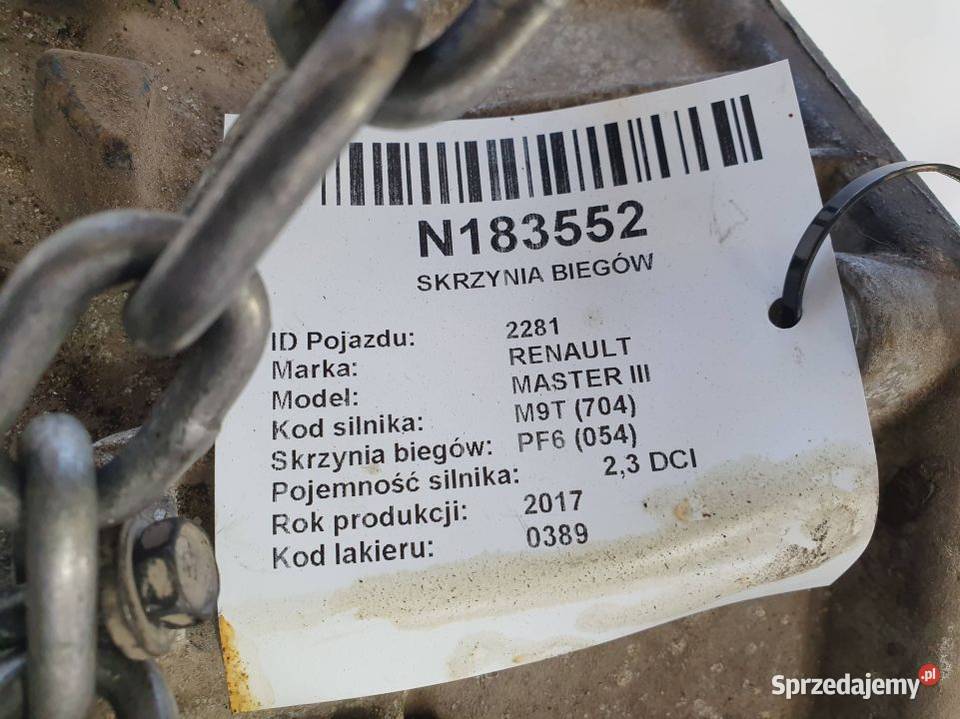 N183552
SKRZYNIA BIEGÓW
ID Pojazdu: 2281
Marka: RENAULT
Model: MASTER III
Kod silnika: M9T (704)
Skrzynia biegów: PF6 (054)
Pojemność silnika: 2,3 DCI
Rok produkcji: 2017
Kod lakieru: 0389
Sprzedajemy.pl